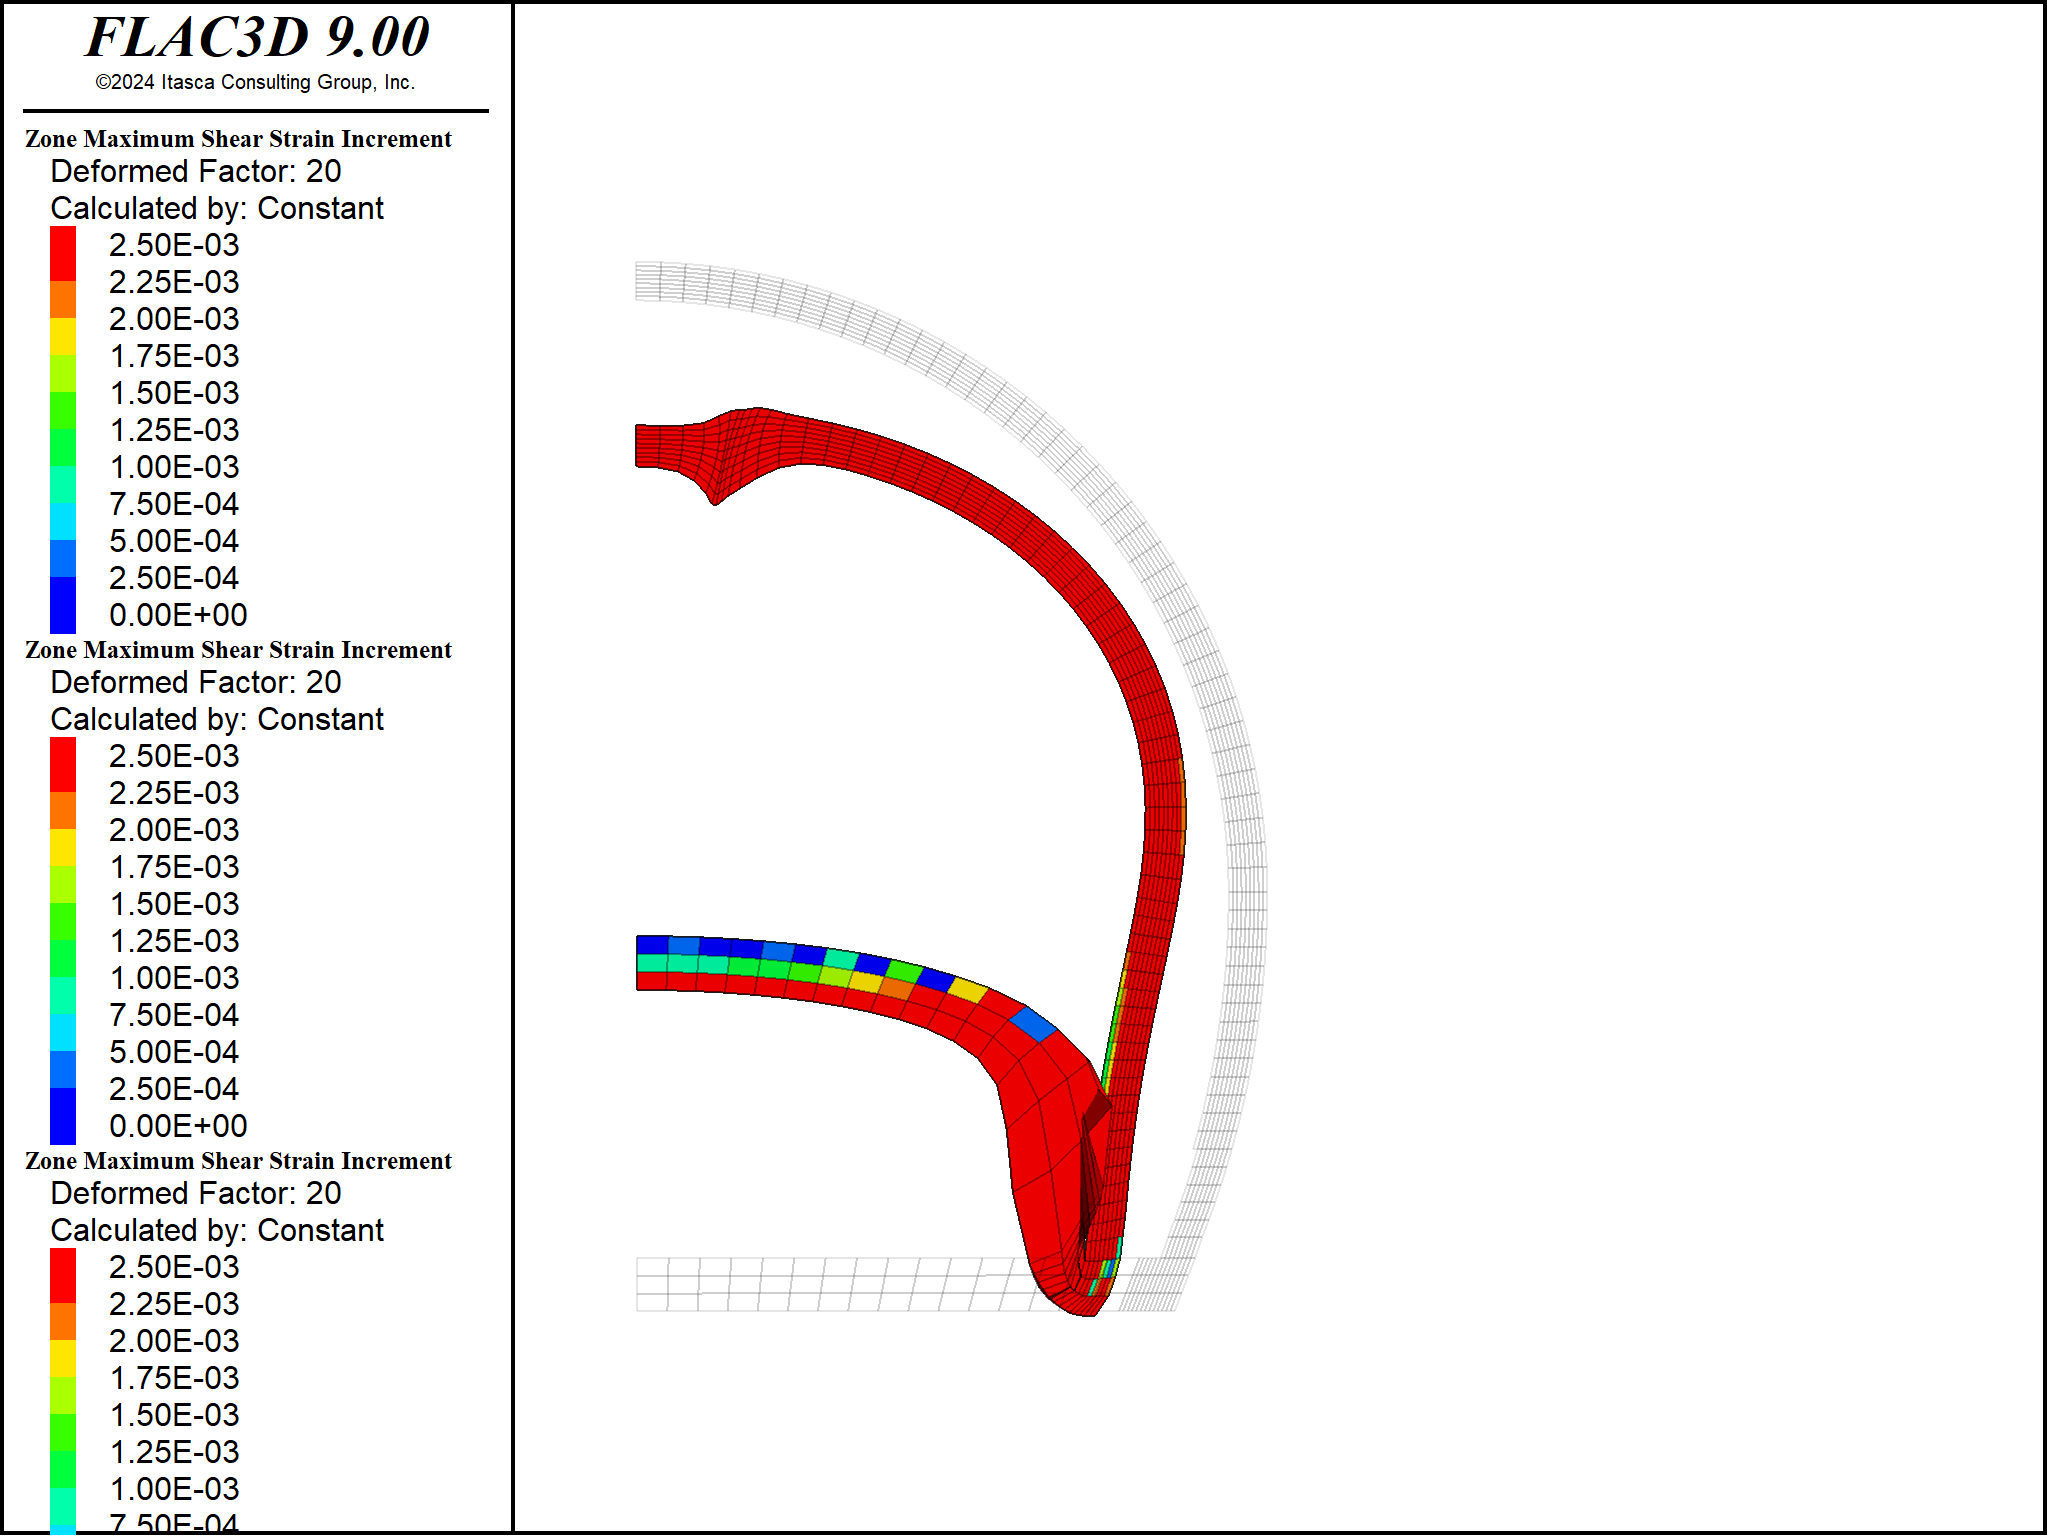 FLAC3D 9.00
©2024 Itasca Consulting Group, Inc.
Zone Maximum Shear Strain Increment
Deformed Factor: 20
Calculated by: Constant
2.50E-03
2.25E-03
2.00E-03
1.75E-03
1.50E-03
1.25E-03
1.00E-03
7.50E-04
5.00E-04
2.50E-04
0.00E+00
Zone Maximum Shear Strain Increment
Deformed Factor: 20
Calculated by: Constant
2.50E-03
2.25E-03
2.00E-03
1.75E-03
1.50E-03
1.25E-03
1.00E-03
7.50E-04
5.00E-04
2.50E-04
0.00E+00
Zone Maximum Shear Strain Increment
Deformed Factor: 20
Calculated by: Constant
2.50E-03
2.25E-03
2.00E-03
1.75E-03
1.50E-03
1.25E-03
1.00E-03
7.50E-04